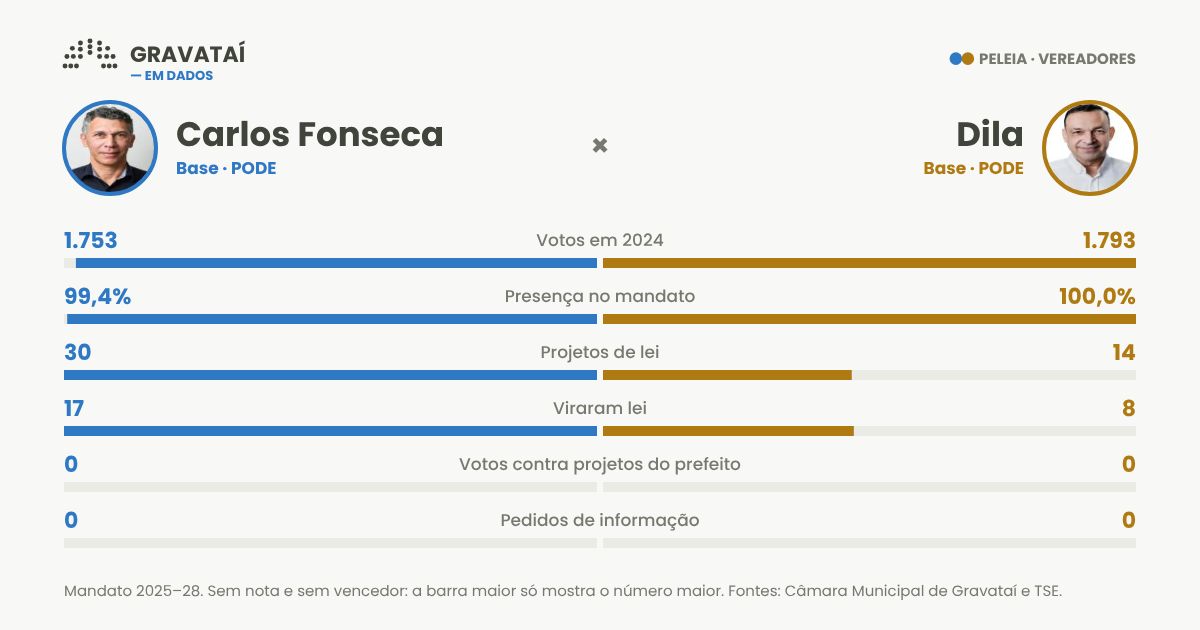 GRAVATAÍ
— EM DADOS
PELEIA · VEREADORES
Carlos Fonseca
Base · PODE
×
Dila
Base · PODE
1.753 Votos em 2024 1.793
99,4% Presença no mandato 100,0%
30 Projetos de lei 14
17 Viraram lei 8
0 Votos contra projetos do prefeito 0
0 Pedidos de informação 0
Mandato 2025–28. Sem nota e sem vencedor: a barra maior só mostra o número maior. Fontes: Câmara Municipal de Gravataí e TSE.